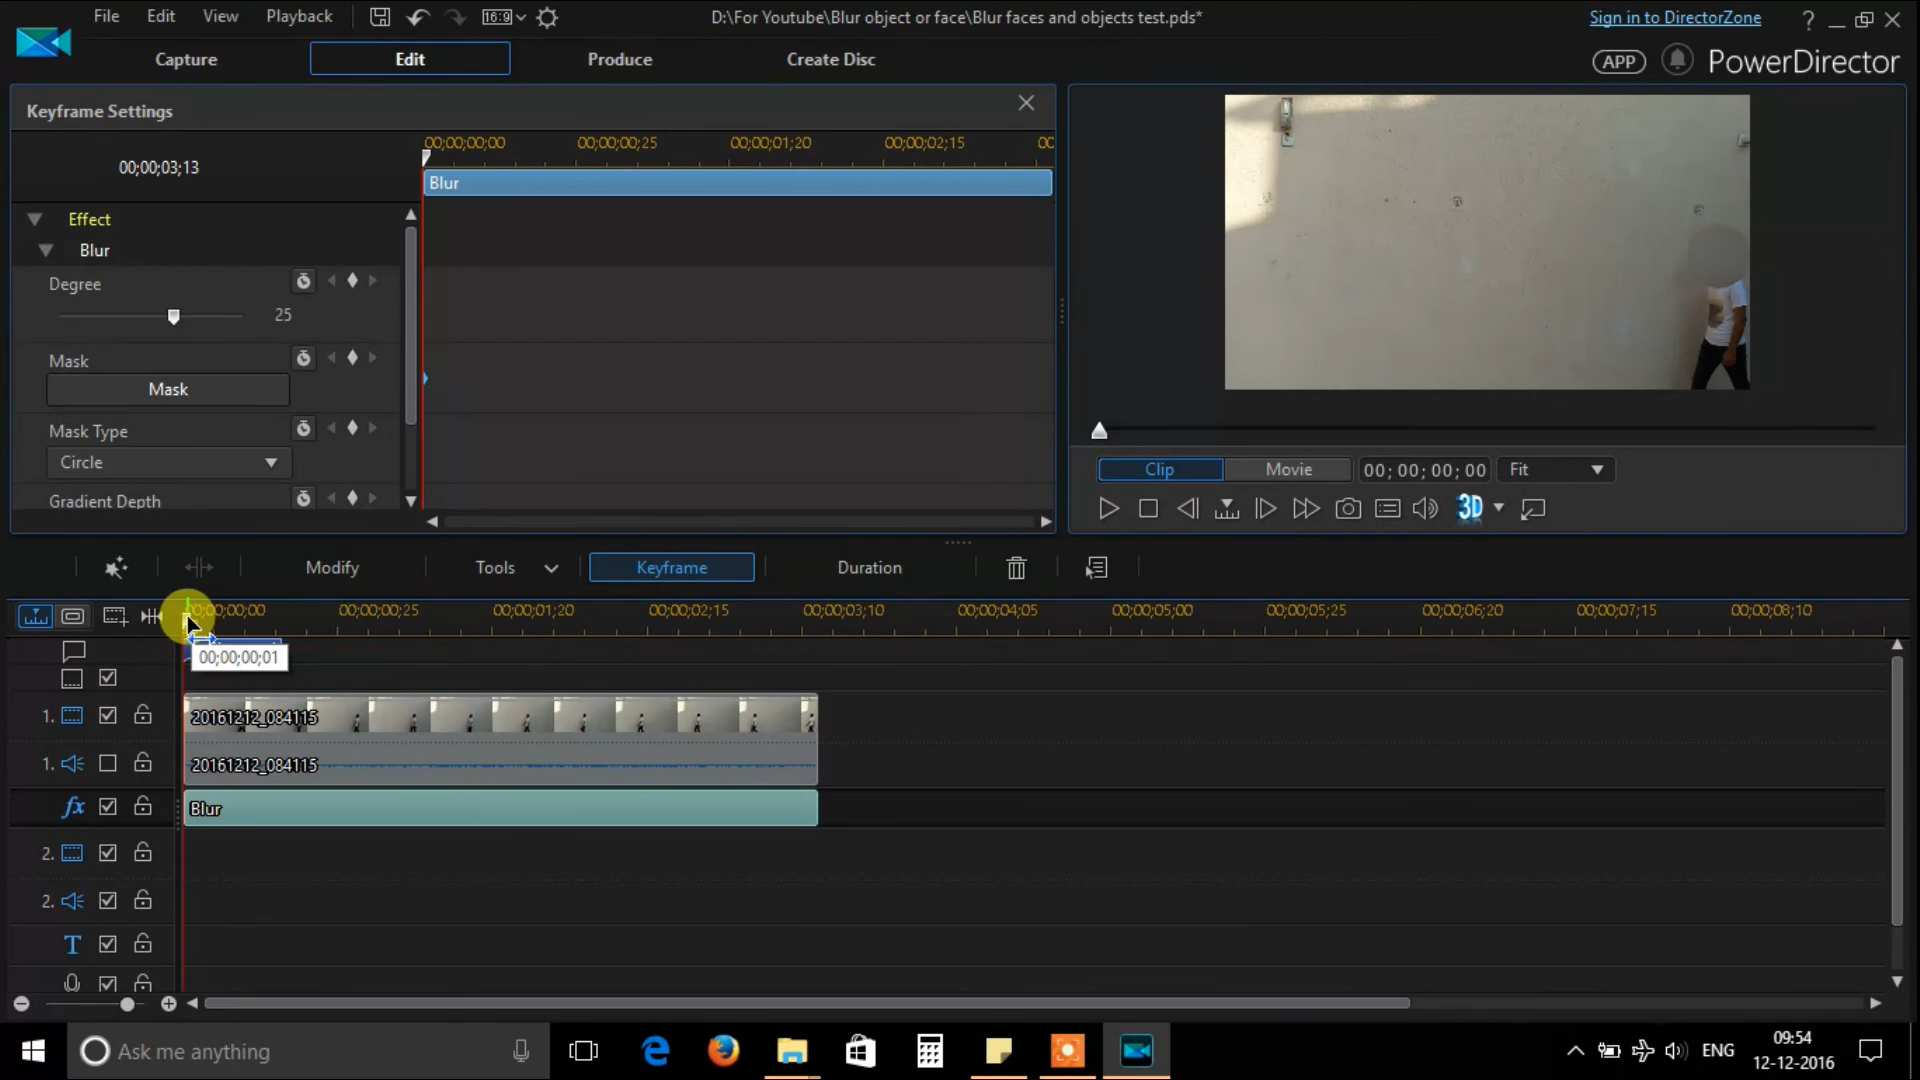 File Edit View Playback 16:9 D:\For Youtube\Blur object or face\Blur faces and objects test.pds* Sign in to DirectorZone ?
Capture Edit Produce Create Disc APP PowerDirector
Keyframe Settings
00;00;03;13 00;00;00;00 00;00;00;25 00;00;01;20 00;00;02;15
Blur
Effect
Blur
Degree
25
Mask
Mask
Mask Type
Circle
Gradient Depth
Clip Movie 00; 00; 00; 00 Fit
3D
Modify Tools Keyframe Duration
00;00;00;25 00;00;01;20 00;00;02;15 00;00;03;10 00;00;04;05 00;00;05;00 00;00;05;25 00;00;06;20 00;00;07;15 00;00;08;10
00;00;00;01
1. 20161212_084115
1. 20161212_084115
fx Blur
2.
2.
T
Ask me anything ENG 09:54
12-12-2016